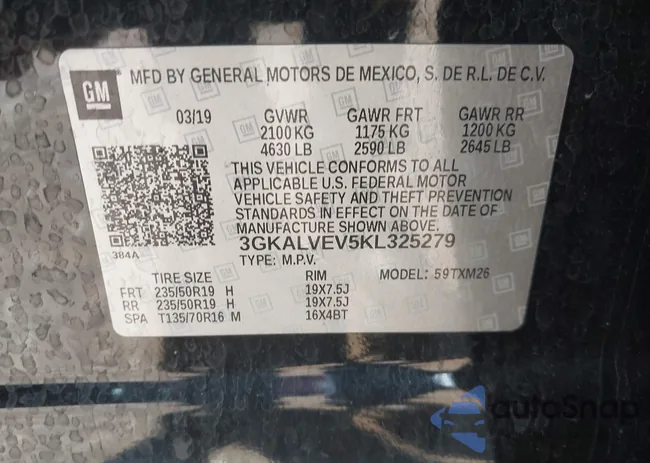 GM
MFD BY GENERAL MOTORS DE MEXICO, S. DE R.L. DE C.V.
03/19 GVWR GAWR FRT GAWR RR
2100 KG 1175 KG 1200 KG
4630 LB 2590 LB 2645 LB
THIS VEHICLE CONFORMS TO ALL
APPLICABLE U.S. FEDERAL MOTOR
VEHICLE SAFETY AND THEFT PREVENTION
STANDARDS IN EFFECT ON THE DATE OF
MANUFACTURE SHOWN ABOVE.
384A
3GKALVEV5KL325279
TYPE: M.P.V. MODEL: 59TXM26
TIRE SIZE RIM
FRT 235/50R19 H 19X7.5J
RR 235/50R19 H 19X7.5J
SPA T135/70R16 M 16X4BT
autoSnap